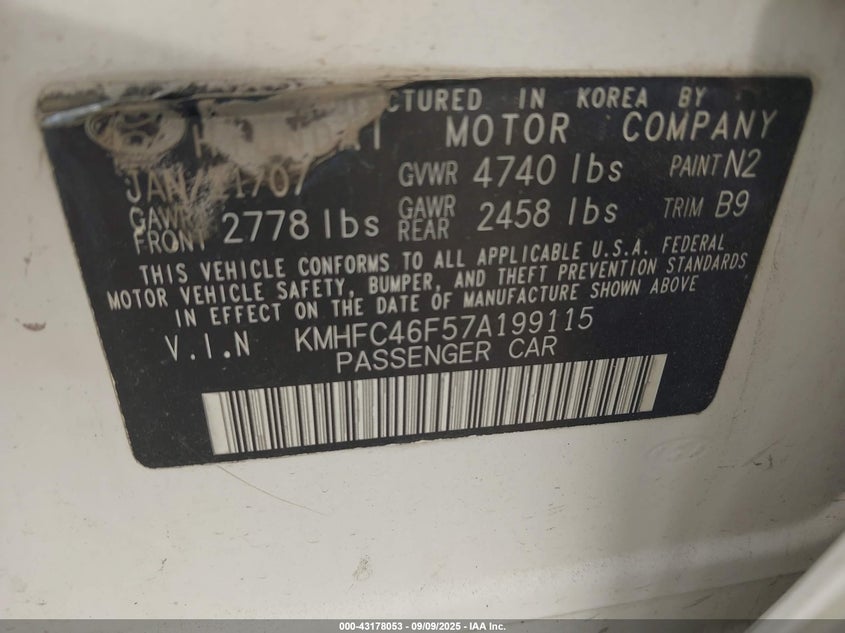 CTURED IN KOREA BY
MOTOR COMPANY
GVWR 4740 lbs PAINT N2
GAWR FRONT 2778 lbs GAWR REAR 2458 lbs TRIM B9
THIS VEHICLE CONFORMS TO ALL APPLICABLE U.S.A. FEDERAL
MOTOR VEHICLE SAFETY, BUMPER, AND THEFT PREVENTION STANDARDS
IN EFFECT ON THE DATE OF MANUFACTURE SHOWN ABOVE
V.I.N KMHFC46F57A199115
PASSENGER CAR
000-43178053 - 09/09/2025 - IAA Inc.